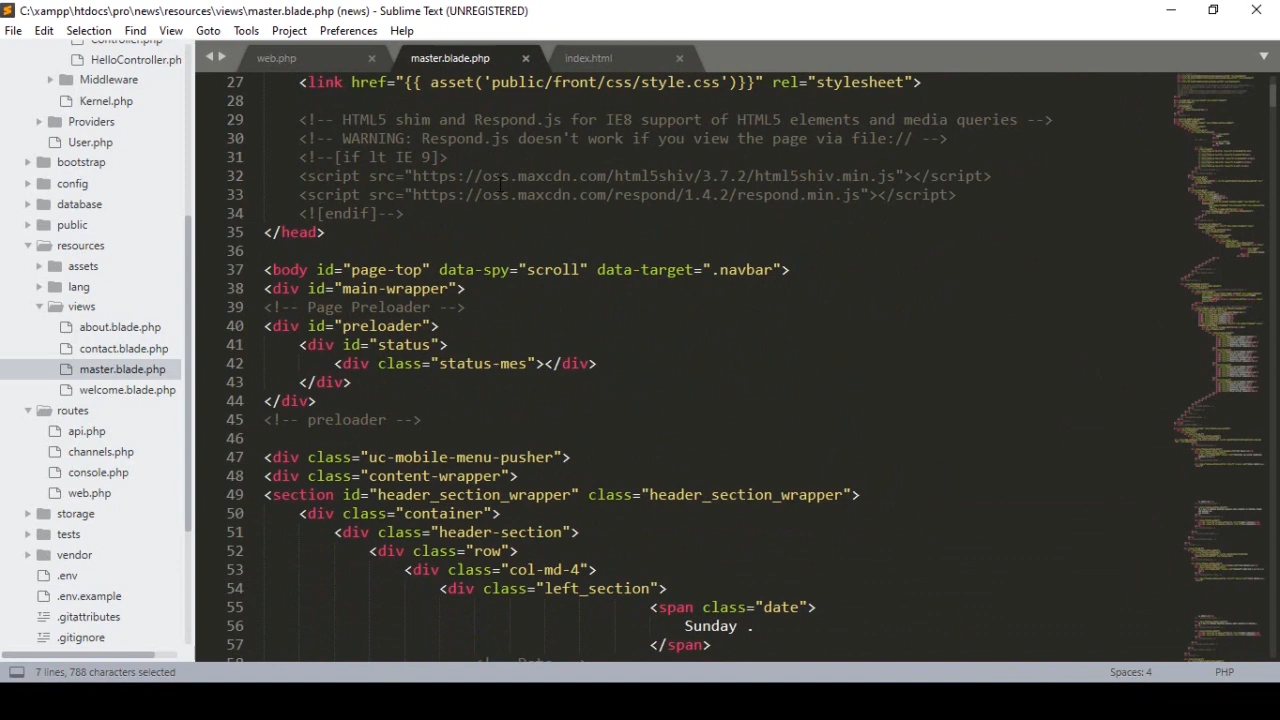 C:\xampp\htdocs\pro\news\resources\views\master.blade.php (news) - Sublime Text (UNREGISTERED)
File Edit Selection Find View Goto Tools Project Preferences Help
web.php
master.blade.php
index.html
Controller.php
HelloController.ph
Middleware
Kernel.php
Providers
User.php
bootstrap
config
database
public
resources
assets
lang
views
about.blade.php
contact.blade.php
master.blade.php
welcome.blade.php
routes
api.php
channels.php
console.php
web.php
storage
tests
vendor
.env
.env.example
.gitattributes
.gitignore
27 <link href="{{ asset('public/front/css/style.css')}}" rel="stylesheet">
28
29 <!-- HTML5 shim and Respond.js for IE8 support of HTML5 elements and media queries -->
30 <!-- WARNING: Respond.js doesn't work if you view the page via file:// -->
31 <!--[if lt IE 9]>
32 <script src="https://oss.maxcdn.com/html5shiv/3.7.2/html5shiv.min.js"></script>
33 <script src="https://oss.maxcdn.com/respond/1.4.2/respond.min.js"></script>
34 <![endif]-->
35 </head>
36
37 <body id="page-top" data-spy="scroll" data-target=".navbar">
38 <div id="main-wrapper">
39 <!-- Page Preloader -->
40 <div id="preloader">
41 <div id="status">
42 <div class="status-mes"></div>
43 </div>
44 </div>
45 <!-- preloader -->
46
47 <div class="uc-mobile-menu-pusher">
48 <div class="content-wrapper">
49 <section id="header_section_wrapper" class="header_section_wrapper">
50 <div class="container">
51 <div class="header-section">
52 <div class="row">
53 <div class="col-md-4">
54 <div class="left_section">
55 <span class="date">
56 Sunday .
57 </span>
7 lines, 788 characters selected
Spaces: 4
PHP